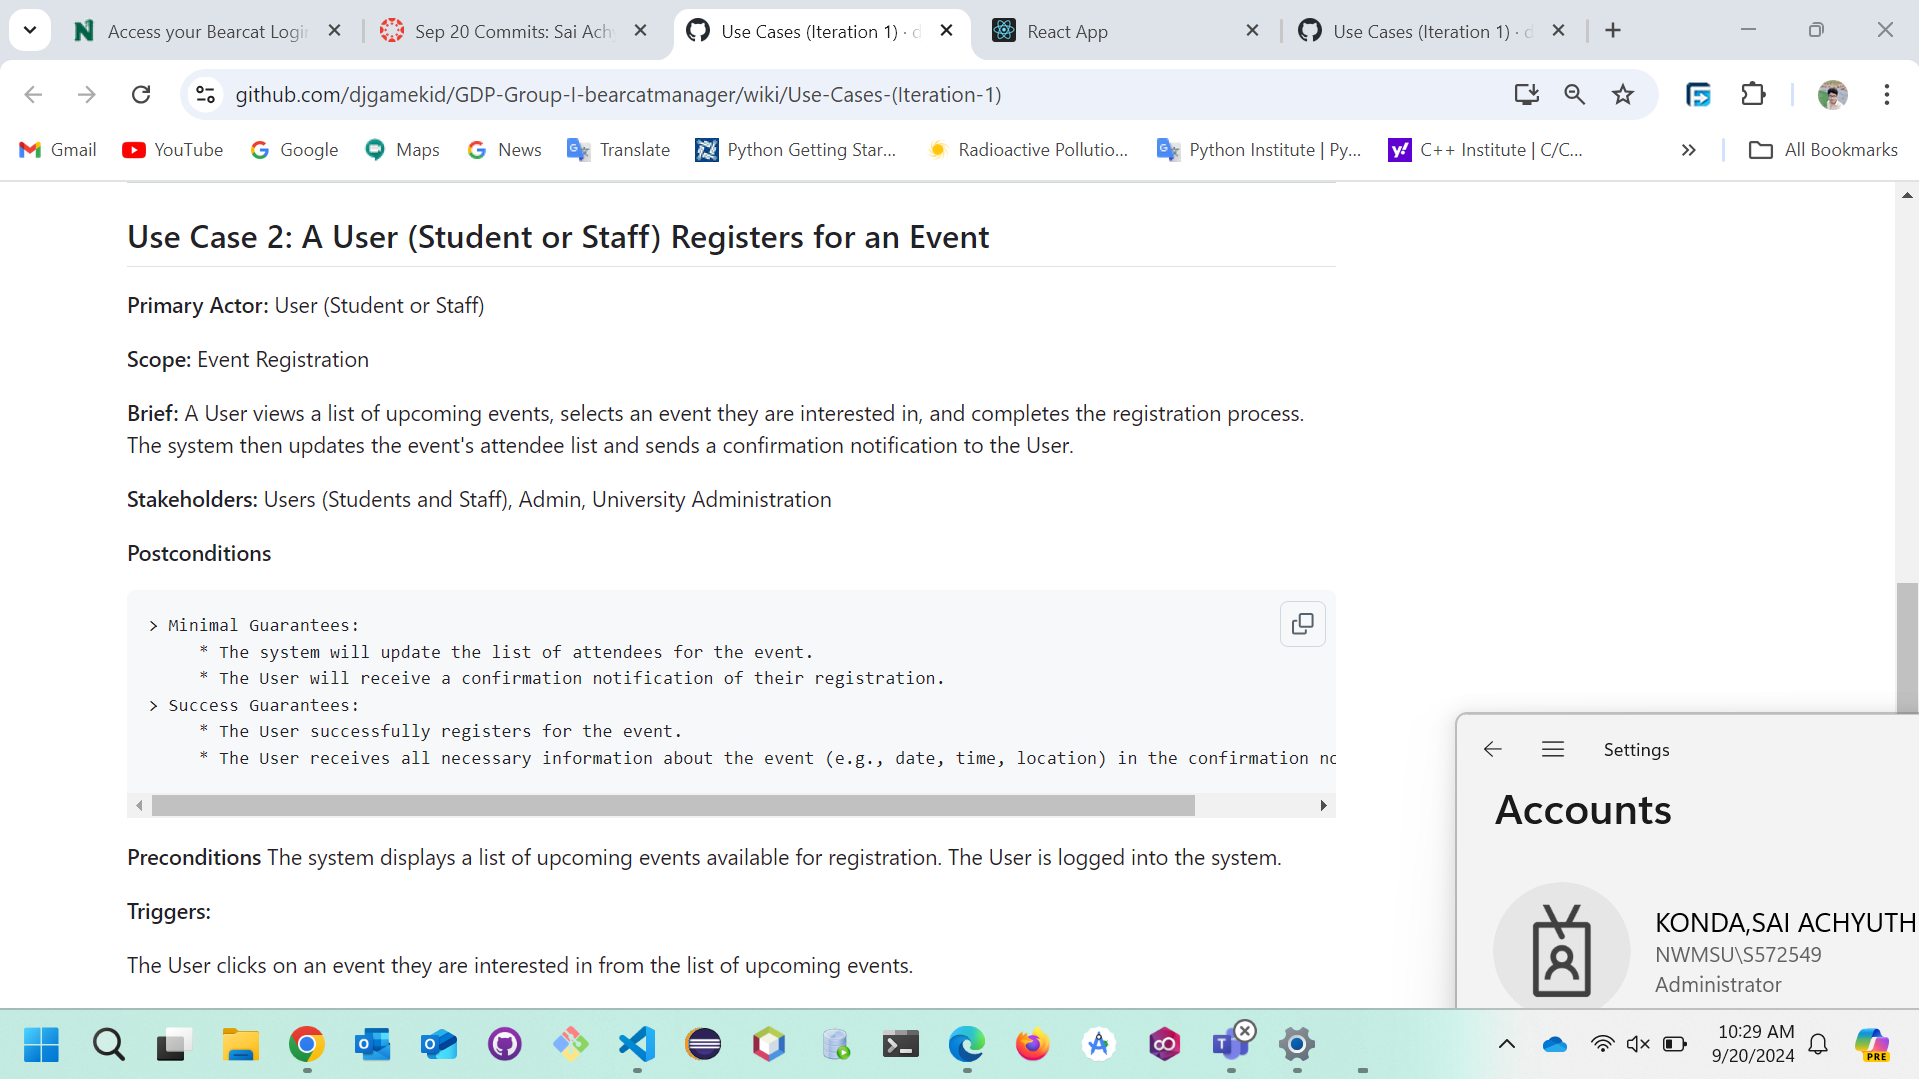 Access your Bearcat Logi
Sep 20 Commits: Sai Ach
Use Cases (Iteration 1) · d
React App
Use Cases (Iteration 1) · d
github.com/djgamekid/GDP-Group-I-bearcatmanager/wiki/Use-Cases-(Iteration-1)
Gmail
YouTube
Google
Maps
News
Translate
Python Getting Star...
Radioactive Pollutio...
Python Institute | Py...
C++ Institute | C/C...
All Bookmarks
Use Case 2: A User (Student or Staff) Registers for an Event
Primary Actor: User (Student or Staff)
Scope: Event Registration
Brief: A User views a list of upcoming events, selects an event they are interested in, and completes the registration process.
The system then updates the event's attendee list and sends a confirmation notification to the User.
Stakeholders: Users (Students and Staff), Admin, University Administration
Postconditions
> Minimal Guarantees:
* The system will update the list of attendees for the event.
* The User will receive a confirmation notification of their registration.
> Success Guarantees:
* The User successfully registers for the event.
* The User receives all necessary information about the event (e.g., date, time, location) in the confirmation no
Preconditions The system displays a list of upcoming events available for registration. The User is logged into the system.
Triggers:
The User clicks on an event they are interested in from the list of upcoming events.
Settings
Accounts
KONDA,SAI ACHYUTH
NWMSU\S572549
Administrator
10:29 AM
9/20/2024
PRE